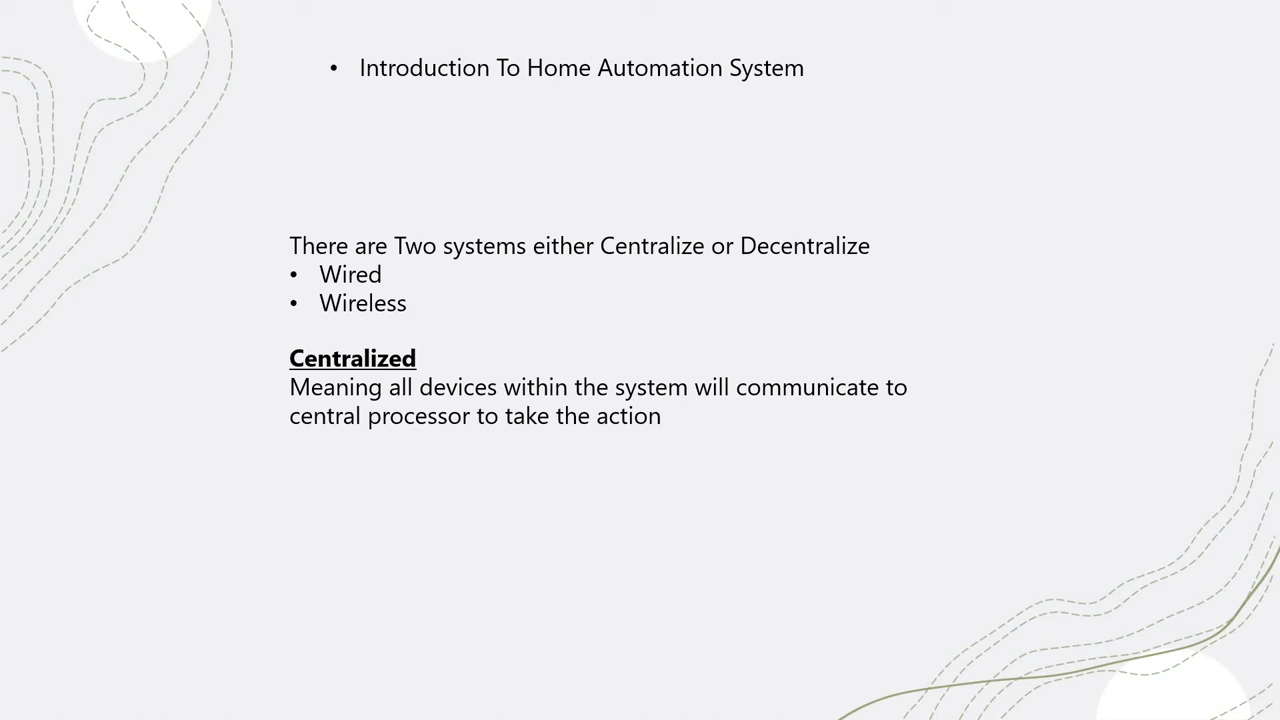 • Introduction To Home Automation System
There are Two systems either Centralize or Decentralize
• Wired
• Wireless
Centralized
Meaning all devices within the system will communicate to
central processor to take the action